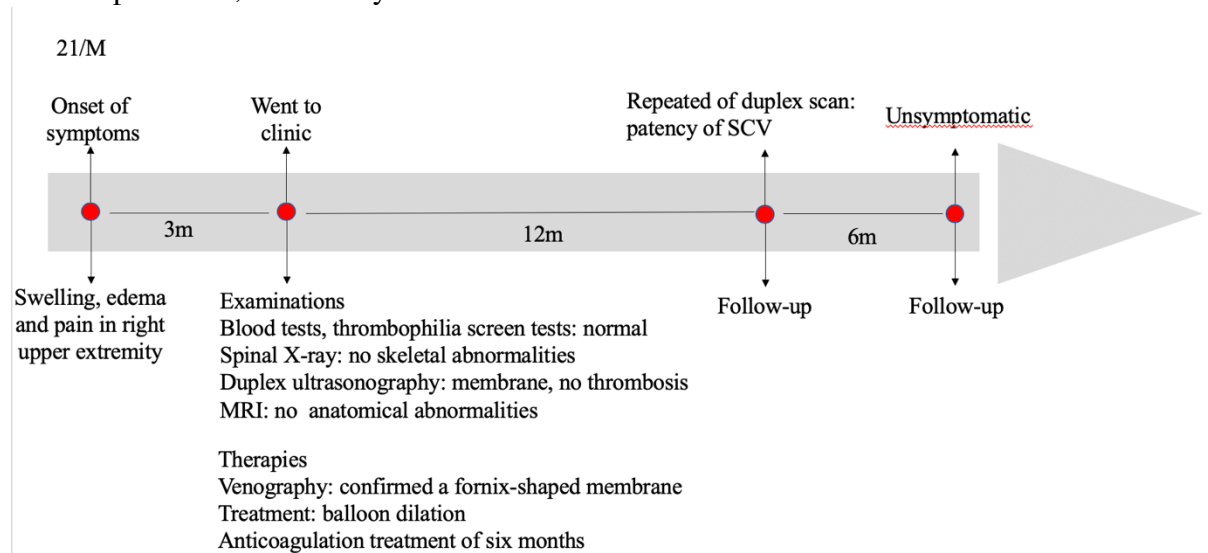 21/M
Onset of
symptoms
Went to
clinic
Repeated of duplex scan:
patency of SCV
Unsymptomatic
3m
12m
6m
Swelling, edema
and pain in right
upper extremity
Examinations
Blood tests, thrombophilia screen tests: normal
Spinal X-ray: no skeletal abnormalities
Duplex ultrasonography: membrane, no thrombosis
MRI: no anatomical abnormalities
Follow-up
Follow-up
Therapies
Venography: confirmed a fornix-shaped membrane
Treatment: balloon dilation
Anticoagulation treatment of six months